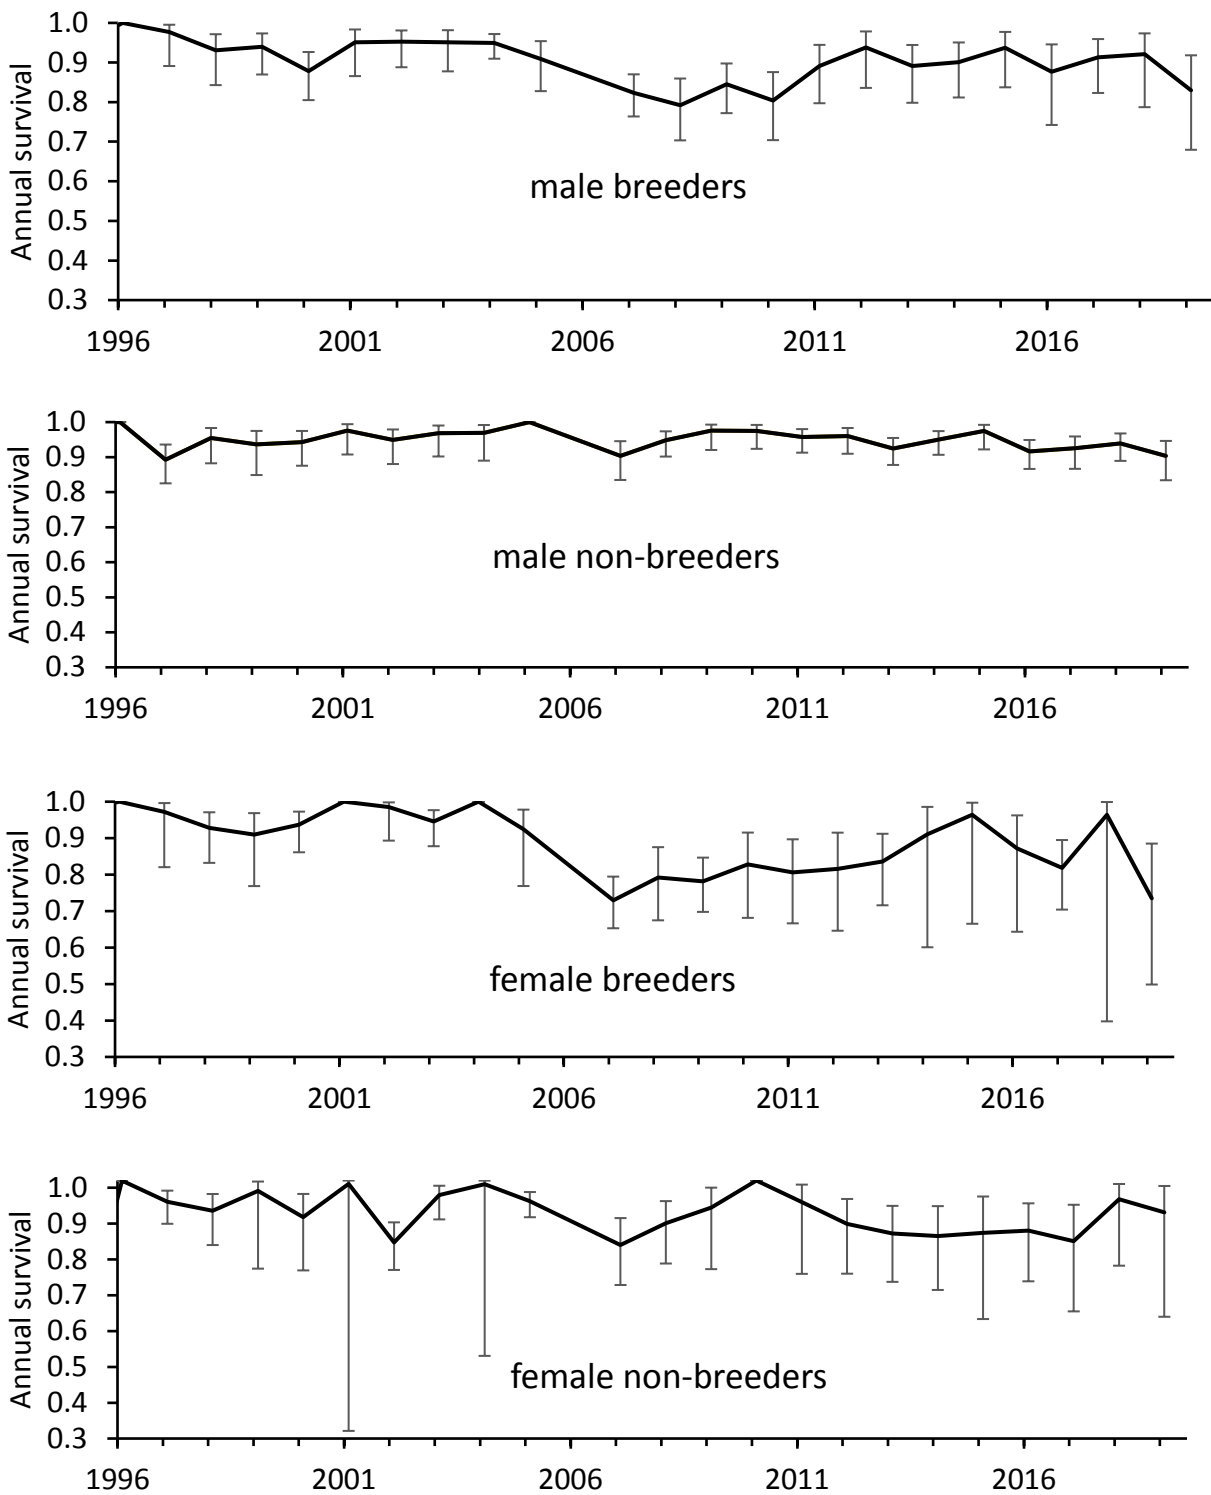 Annual survival
1.0
0.9
0.8
0.7
0.6
0.5
0.4
0.3
male breeders
1996 2001 2006 2011 2016
Annual survival
1.0
0.9
0.8
0.7
0.6
0.5
0.4
0.3
male non-breeders
1996 2001 2006 2011 2016
Annual survival
1.0
0.9
0.8
0.7
0.6
0.5
0.4
0.3
female breeders
1996 2001 2006 2011 2016
Annual survival
1.0
0.9
0.8
0.7
0.6
0.5
0.4
0.3
female non-breeders
1996 2001 2006 2011 2016